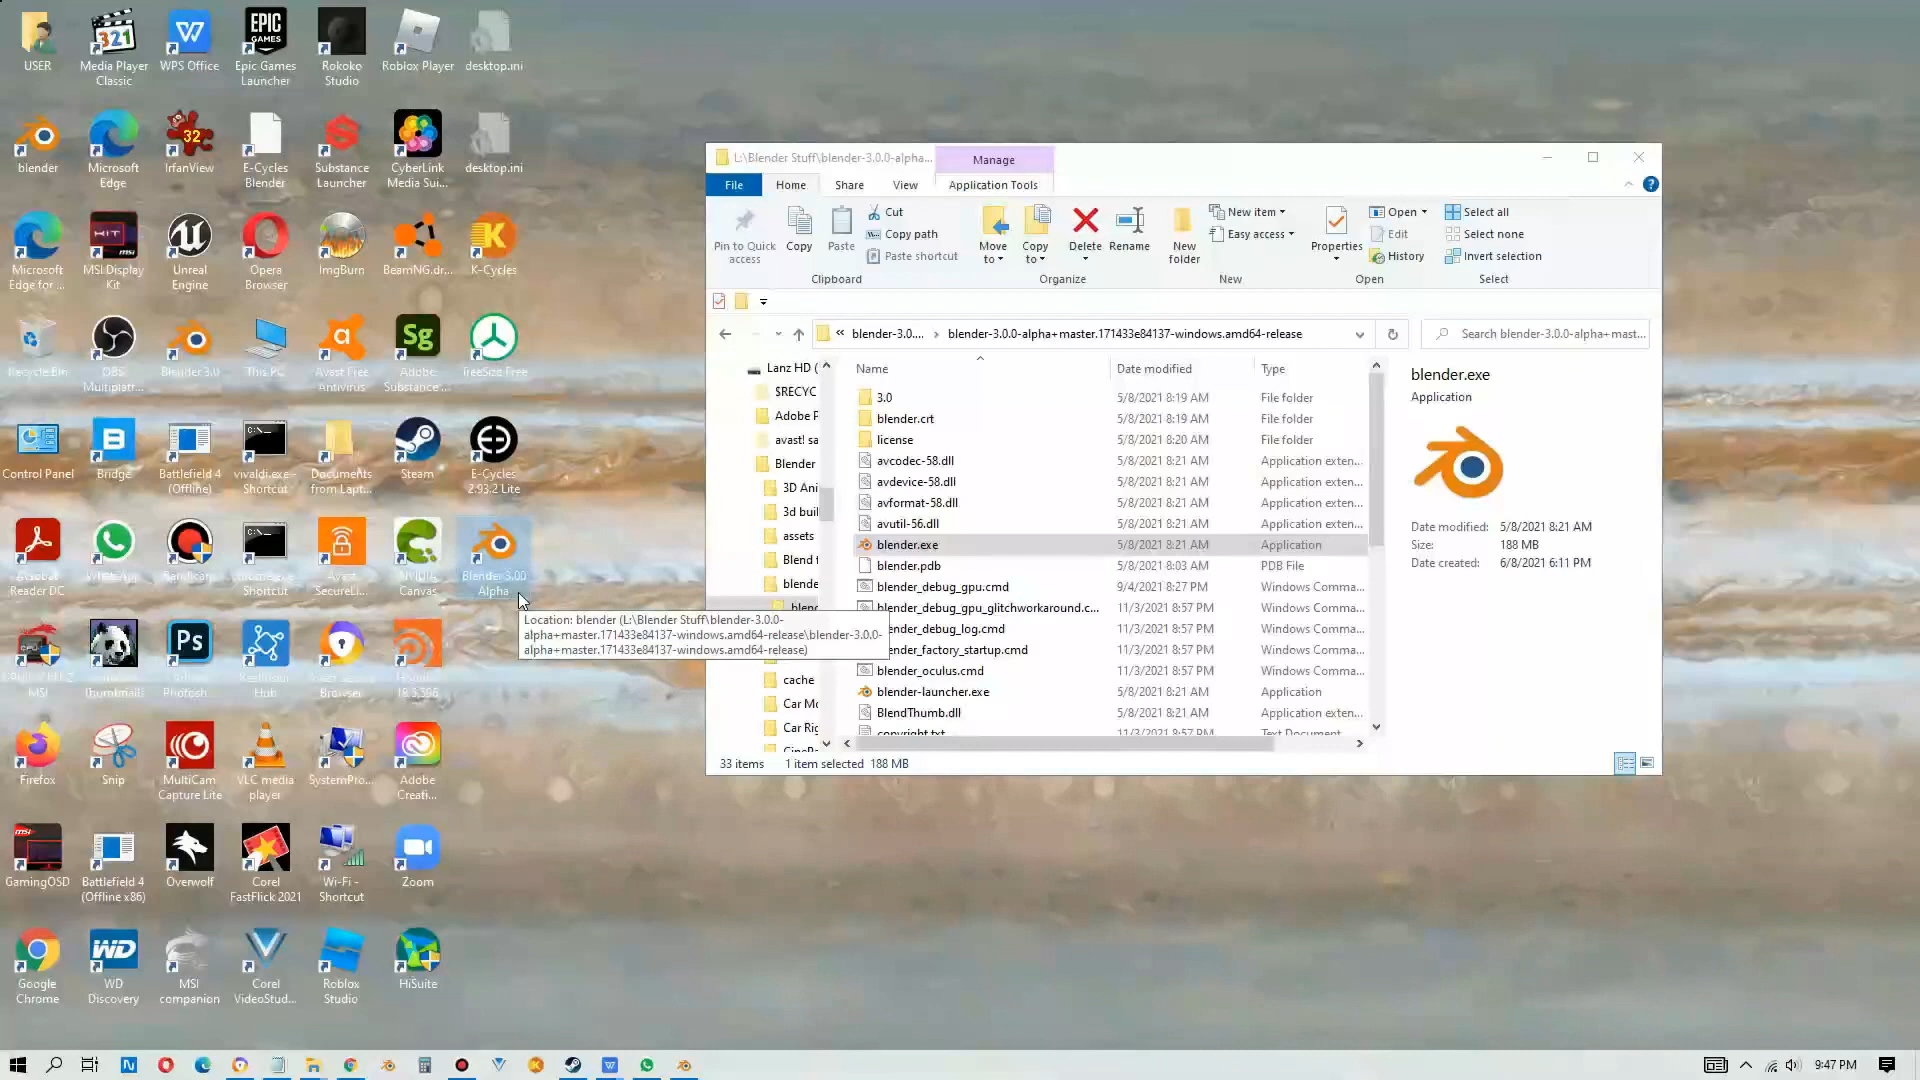 USER
Media Player
Classic
WPS Office
Epic Games
Launcher
Rokoko
Studio
Roblox Player
desktop.ini
blender
Microsoft
Edge
IrfanView
E-Cycles
Blender
Substance
Launcher
CyberLink
Media Sui...
desktop.ini
Microsoft
Edge for ...
MSI Display
Kit
Unreal
Engine
Opera
Browser
ImgBurn
BeamNG.dr...
K-Cycles
Recycle Bin
OBS
Multiplatf...
Blender 3.0
This PC
Avast Free
Antivirus
Adobe
Substance...
TreeSize Free
Control Panel
Bridge
Battlefield 4
(Offline)
vivaldi.exe -
Shortcut
Documents
from Lapt...
Steam
E-Cycles
2.93.2 Lite
Acrobat
Reader DC
WhatsApp
Bandicam
chrome.exe
Shortcut
Avast
SecureLi...
NVIDIA
Canvas
Blender 3.00
Alpha
MSI
Thumbnails
Photosh...
Hub
Browser
18.5.596
Firefox
Snip
MultiCam
Capture Lite
VLC media
player
SystemPro...
Adobe
Creati...
GamingOSD
Battlefield 4
(Offline x86)
Overwolf
Corel
FastFlick 2021
Wi-Fi -
Shortcut
Zoom
Google
Chrome
WD
Discovery
MSI
companion
Corel
VideoStud...
Roblox
Studio
HiSuite
L:\Blender Stuff\blender-3.0.0-alpha...
Manage
File
Home
Share
View
Application Tools
Pin to Quick
access
Copy
Paste
Cut
Copy path
Paste shortcut
Move
to
Copy
to
Delete
Rename
New
folder
New item
Easy access
Properties
Open
Edit
History
Select all
Select none
Invert selection
Clipboard
Organize
New
Open
Select
« blender-3.0.... › blender-3.0.0-alpha+master.171433e84137-windows.amd64-release
Search blender-3.0.0-alpha+mast...
Lanz HD (
$RECYC
Adobe P
avast! sa
Blender
3D Ani
3d buil
assets
Blend f
blende
blend
cache
Car Mo
Car Rig
Name Date modified Type
3.0 5/8/2021 8:19 AM File folder
blender.crt 5/8/2021 8:19 AM File folder
license 5/8/2021 8:20 AM File folder
avcodec-58.dll 5/8/2021 8:21 AM Application exten...
avdevice-58.dll 5/8/2021 8:21 AM Application exten...
avformat-58.dll 5/8/2021 8:21 AM Application exten...
avutil-56.dll 5/8/2021 8:21 AM Application exten...
blender.exe 5/8/2021 8:21 AM Application
blender.pdb 5/8/2021 8:03 AM PDB File
blender_debug_gpu.cmd 9/4/2021 8:27 PM Windows Comma...
blender_debug_gpu_glitchworkaround.c... 11/3/2021 8:57 PM Windows Comma...
lender_debug_log.cmd 11/3/2021 8:57 PM Windows Comma...
lender_factory_startup.cmd 11/3/2021 8:57 PM Windows Comma...
blender_oculus.cmd 11/3/2021 8:57 PM Windows Comma...
blender-launcher.exe 5/8/2021 8:21 AM Application
BlendThumb.dll 5/8/2021 8:21 AM Application exten...
copyright.txt 11/3/2021 8:57 PM Text Document
blender.exe
Application
Date modified: 5/8/2021 8:21 AM
Size: 188 MB
Date created: 6/8/2021 6:11 PM
Location: blender (L:\Blender Stuff\blender-3.0.0-
alpha+master.171433e84137-windows.amd64-release\blender-3.0.0-
alpha+master.171433e84137-windows.amd64-release)
33 items 1 item selected 188 MB
9:47 PM